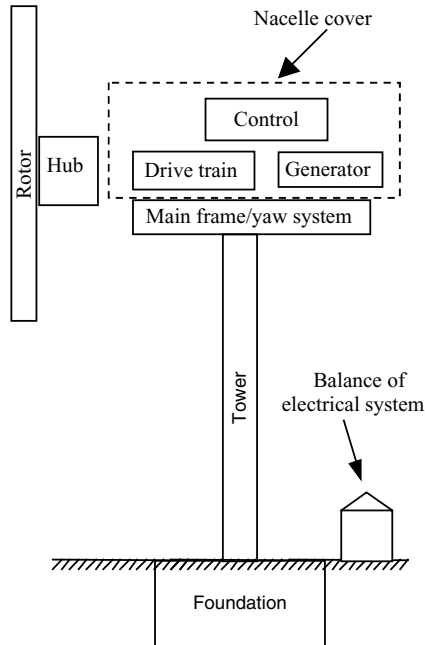 Nacelle cover
Control
Rotor
Hub
Drive train
Generator
Main frame/yaw system
Tower
Balance of
electrical system
Foundation